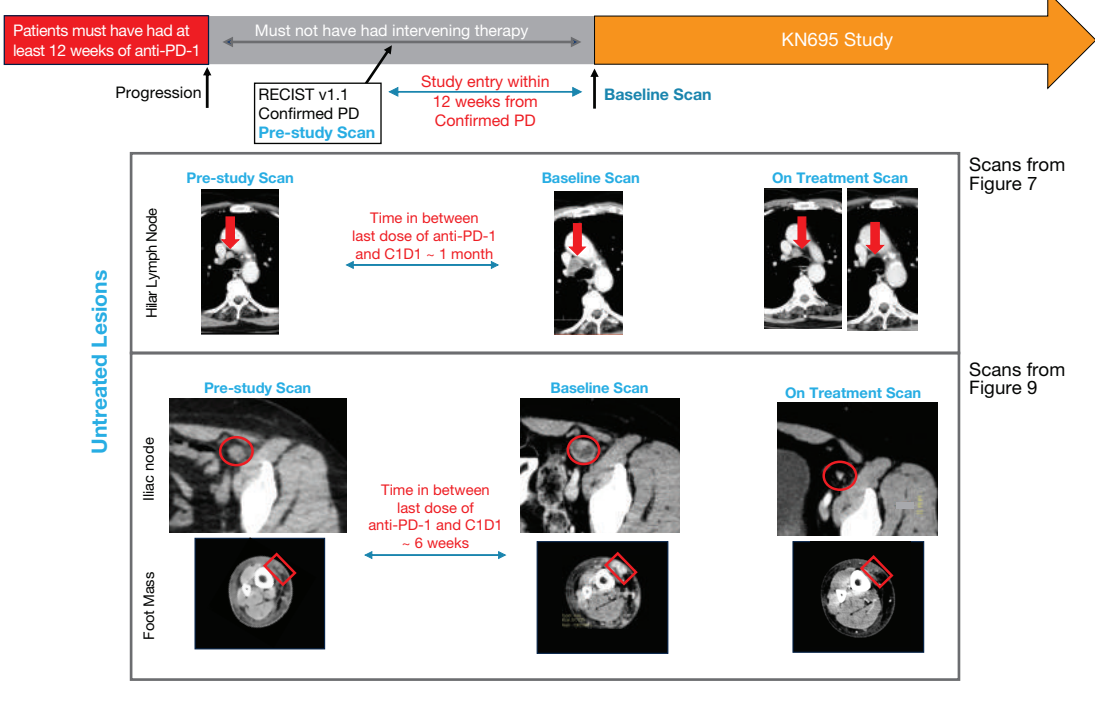 Patients must have had at
least 12 weeks of anti-PD-1
Must not have had intervening therapy
KN695 Study
Progression
RECIST v1.1
Confirmed PD
Pre-study Scan
Study entry within
12 weeks from
Confirmed PD
Baseline Scan
Scans from
Figure 7
Untreated Lesions
Hilar Lymph Node
Pre-study Scan
Time in between
last dose of anti-PD-1
and C1D1 ~ 1 month
Baseline Scan
On Treatment Scan
Scans from
Figure 9
Iliac node
Pre-study Scan
Baseline Scan
On Treatment Scan
Time in between
last dose of
anti-PD-1 and C1D1
~ 6 weeks
Foot Mass